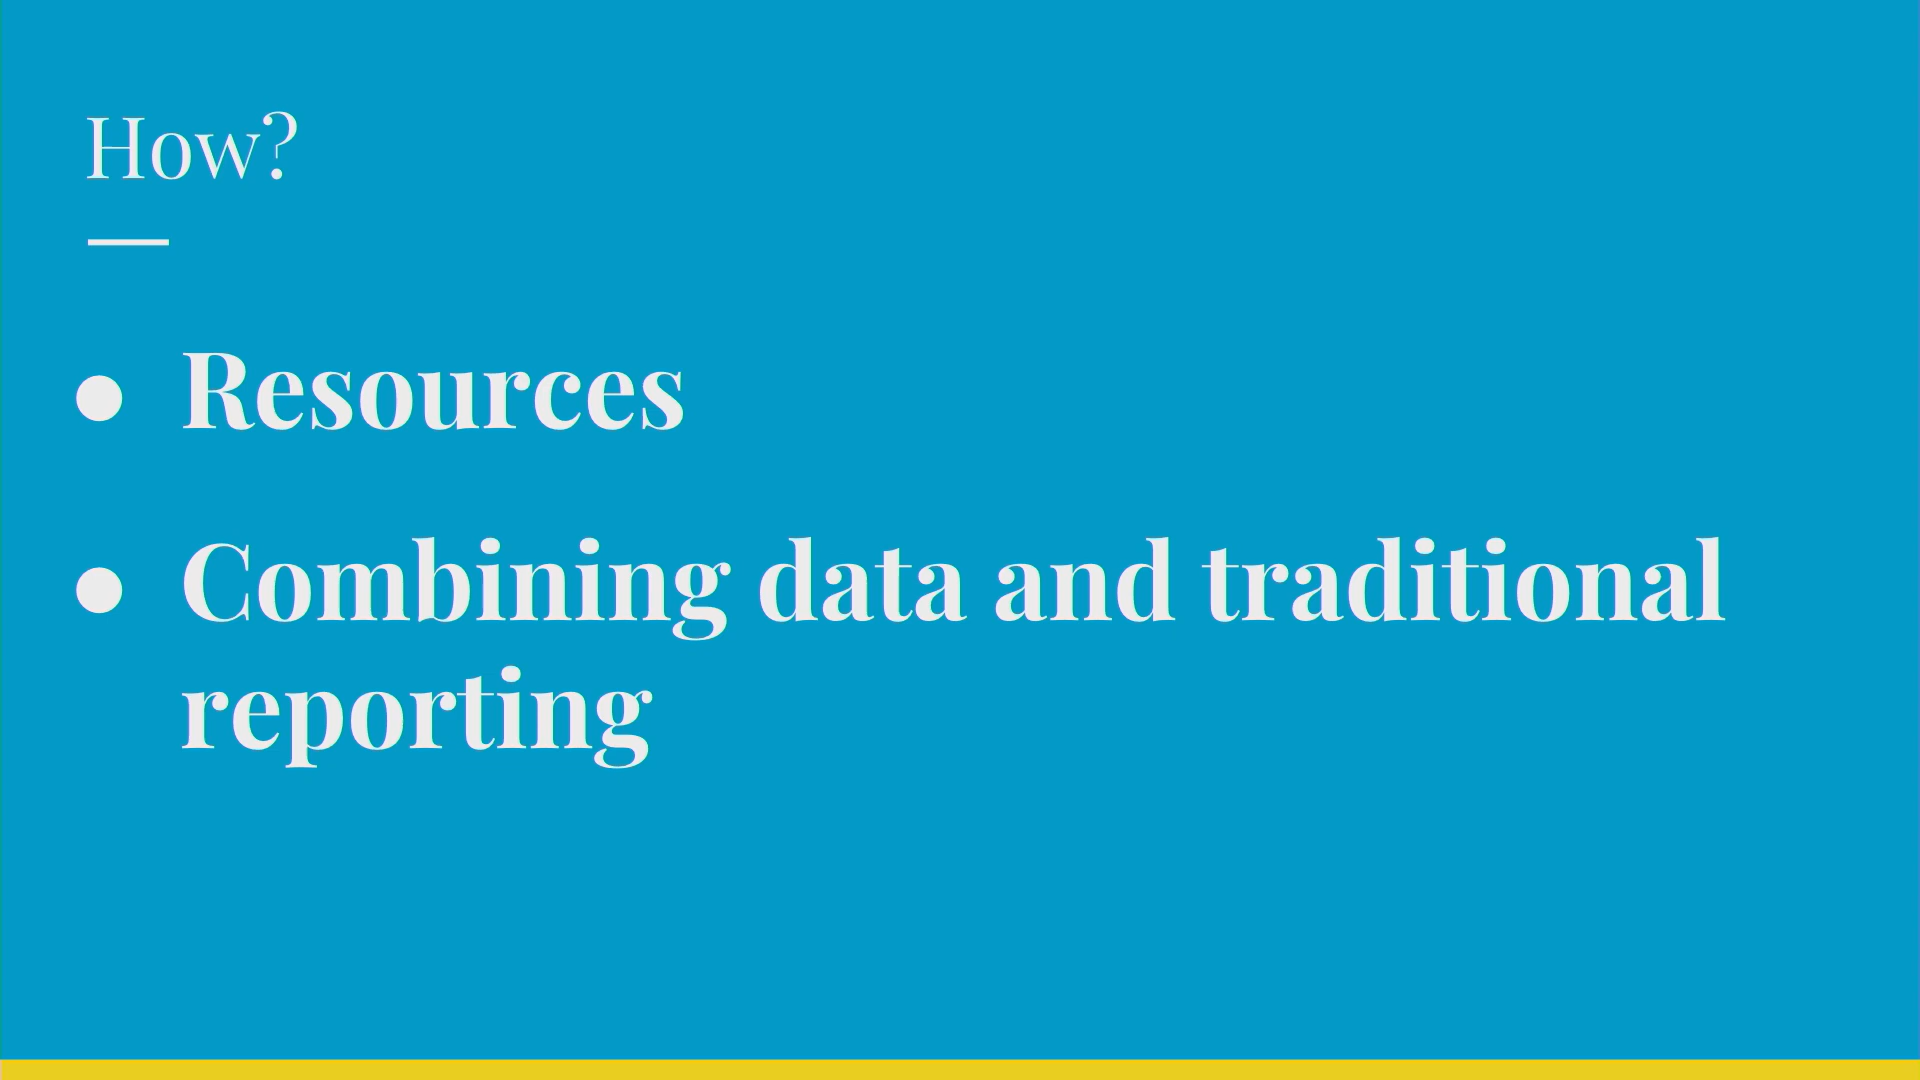 How?
● Resources
● Combining data and traditional
reporting